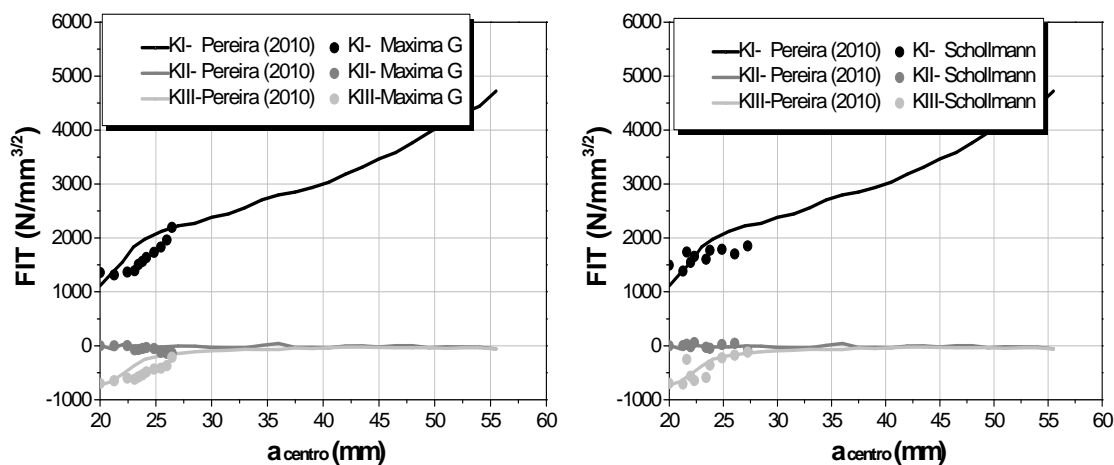 6000
5000
4000
3000
2000
1000
0
-1000
FIT (N/mm3/2)
KI- Pereira (2010) KI- Maxima G
KII- Pereira (2010) KII- Maxima G
KIII-Pereira (2010) KIII-Maxima G
20 25 30 35 40 45 50 55 60
a centro (mm)
6000
5000
4000
3000
2000
1000
0
-1000
FIT (N/mm3/2)
KI- Pereira (2010) KI- Schollmann
KII- Pereira (2010) KII- Schollmann
KIII-Pereira (2010) KIII-Schollmann
20 25 30 35 40 45 50 55 60
a centro (mm)